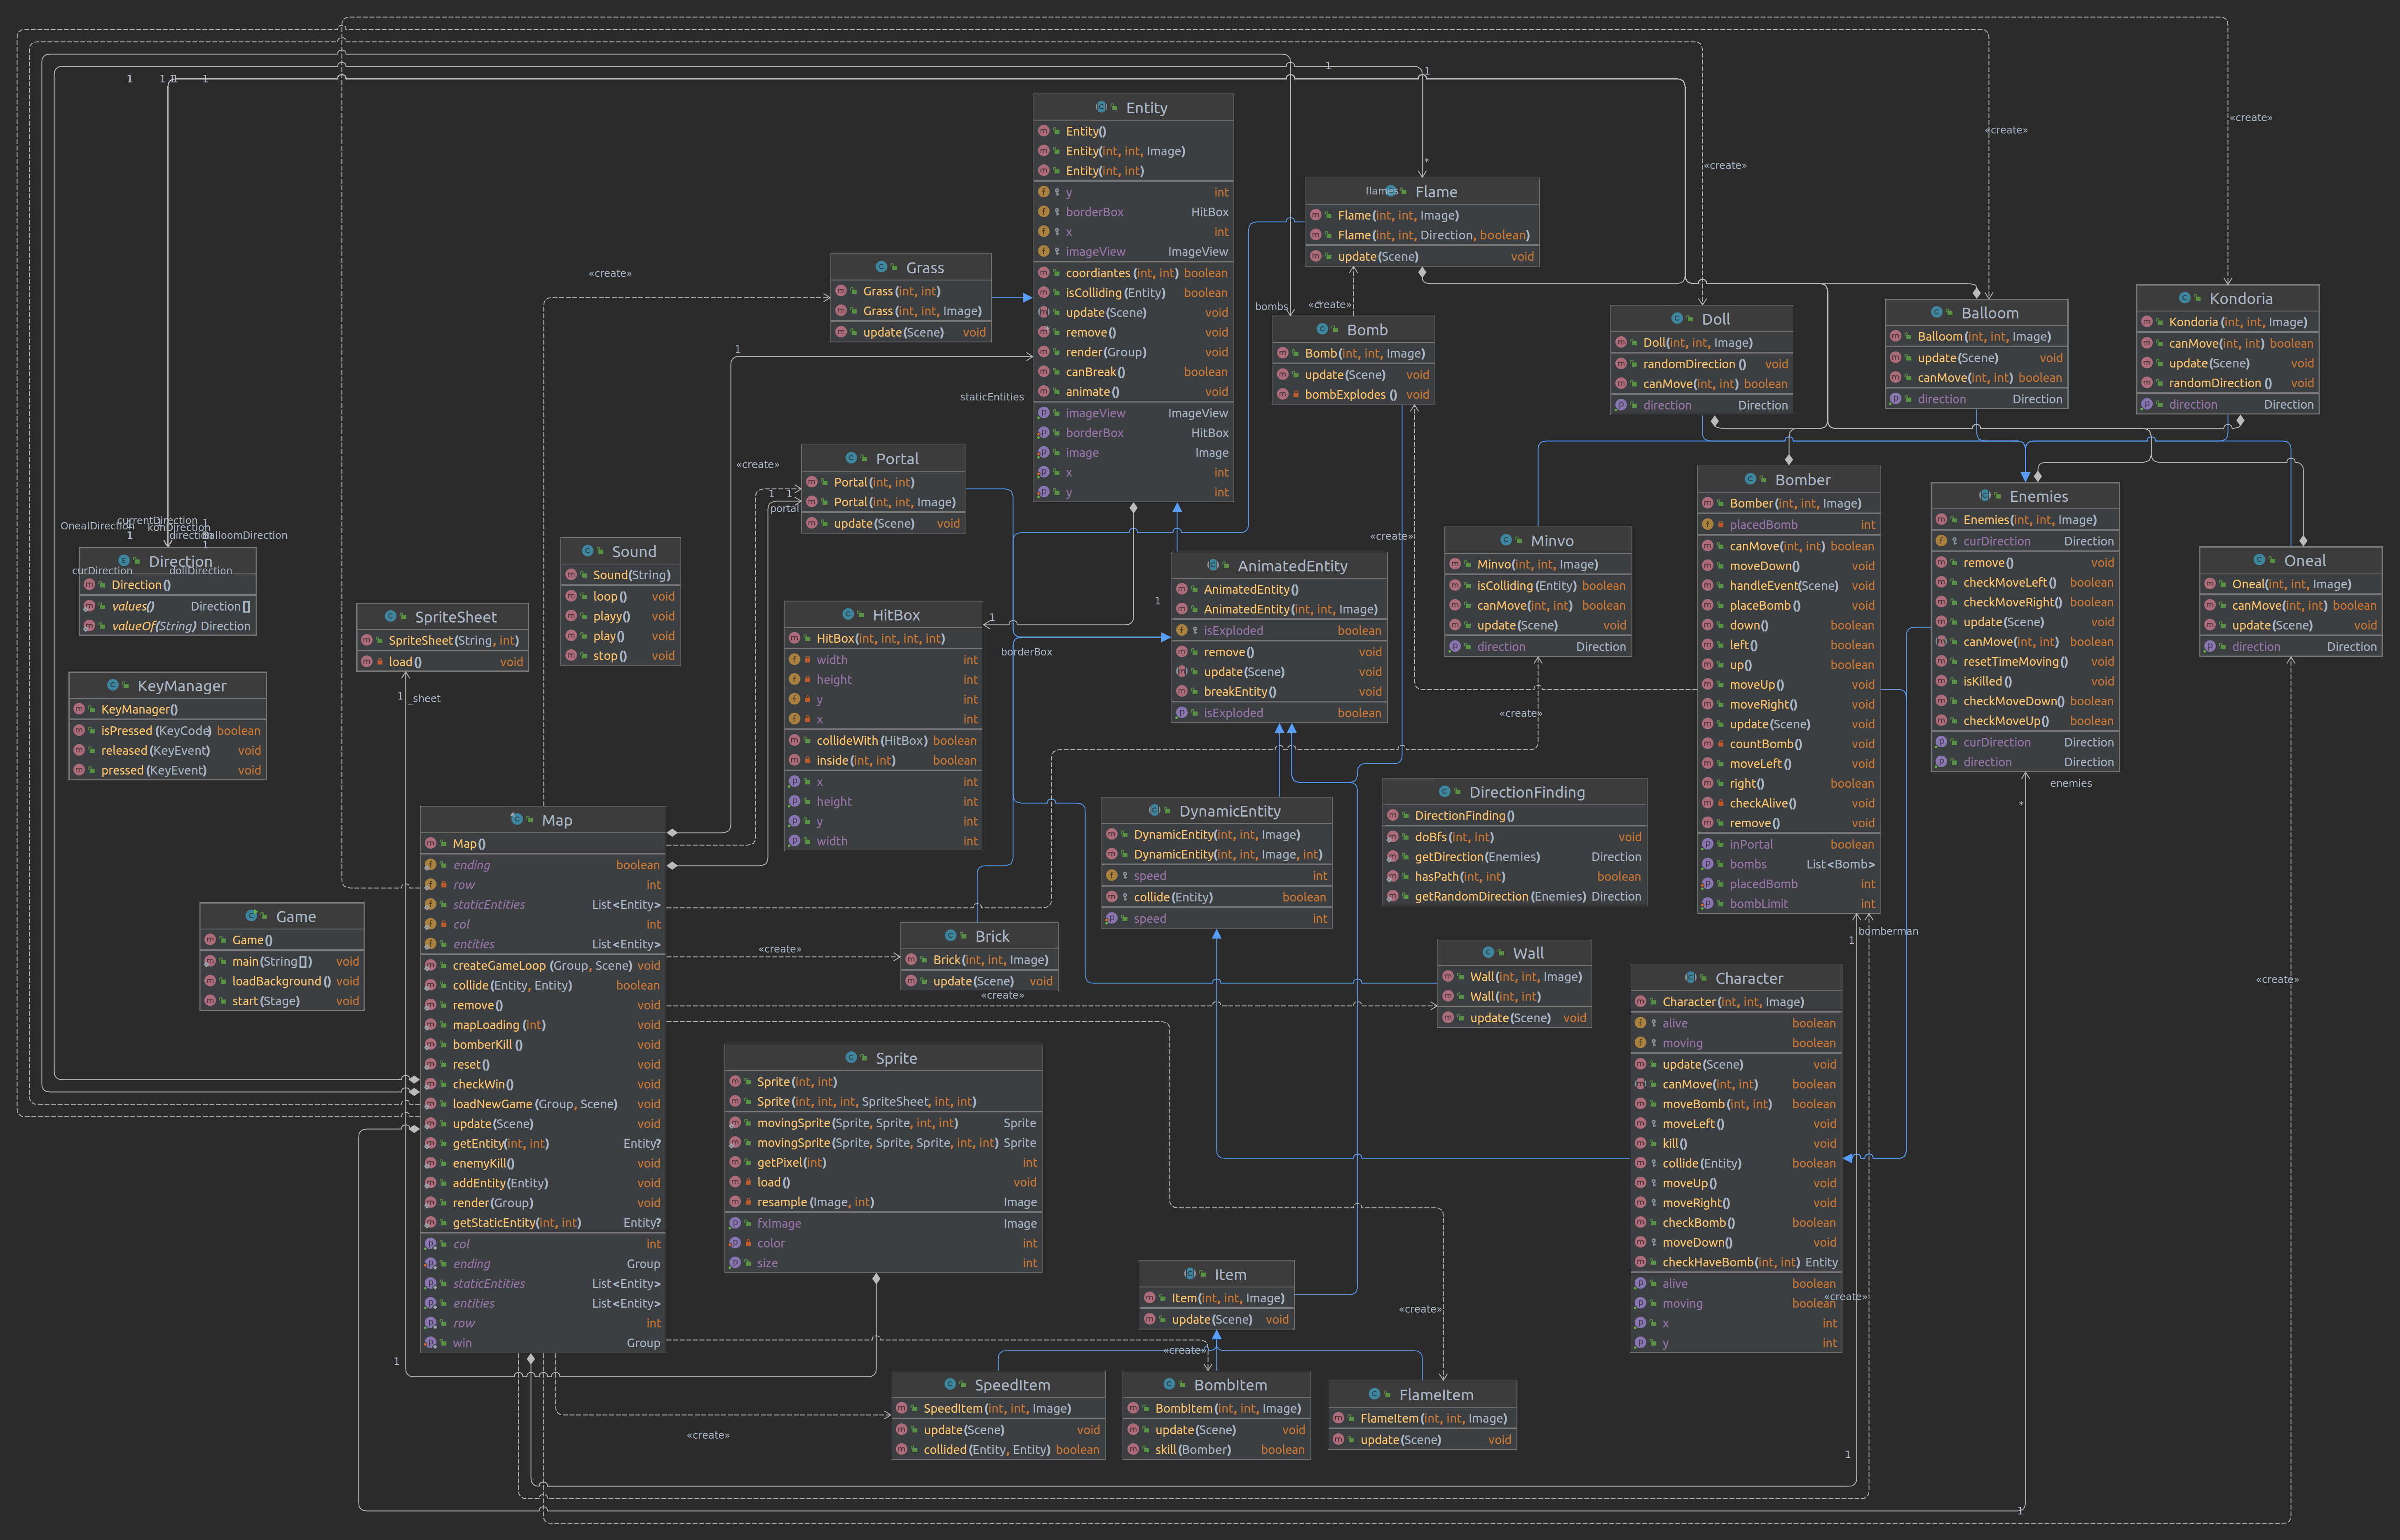 1
1
1
1
1
1
1
«create»
«create»
«create»
Entity
Entity()
Entity(int, int, Image)
Entity(int, int)
y int
borderBox HitBox
x int
imageView ImageView
coordiantes (int, int) boolean
isColliding(Entity) boolean
update(Scene) void
remove() void
render(Group) void
canBreak() boolean
animate() void
imageView ImageView
borderBox HitBox
image Image
x int
y int
*
flames
Flame
Flame(int, int, Image)
Flame(int, int, Direction, boolean)
update(Scene) void
«create»
Grass
Grass(int, int)
Grass(int, int, Image)
update(Scene) void
bombs
*
«create»
Bomb
Bomb(int, int, Image)
update(Scene) void
bombExplodes () void
Doll
Doll(int, int, Image)
randomDirection () void
canMove(int, int) boolean
direction Direction
Balloom
Balloom(int, int, Image)
update(Scene) void
canMove(int, int) boolean
direction Direction
Kondoria
Kondoria (int, int, Image)
canMove(int, int) boolean
update(Scene) void
randomDirection () void
direction Direction
1
staticEntities
«create»
1
1
portal
Portal
Portal(int, int)
Portal(int, int, Image)
update(Scene) void
OnealDirection
currentDirection
konDirection
1
1
direction
BalloomDirection
1
curDirection
dollDirection
Direction
Direction()
values() Direction[]
valueOf(String) Direction
SpriteSheet
SpriteSheet(String, int)
load() void
1
_sheet
Sound
Sound(String)
loop() void
playy() void
play() void
stop() void
KeyManager
KeyManager()
isPressed (KeyCode) boolean
released (KeyEvent) void
pressed (KeyEvent) void
HitBox
HitBox(int, int, int, int)
width int
height int
y int
x int
collideWith (HitBox) boolean
inside(int, int) boolean
x int
height int
y int
width int
1
borderBox
1
AnimatedEntity
AnimatedEntity()
AnimatedEntity(int, int, Image)
isExploded boolean
remove() void
update(Scene) void
breakEntity() void
isExploded boolean
«create»
Minvo
Minvo(int, int, Image)
isColliding(Entity) boolean
canMove(int, int) boolean
update(Scene) void
direction Direction
«create»
Bomber
Bomber(int, int, Image)
placedBomb int
canMove(int, int) boolean
moveDown() void
handleEvent(Scene) void
placeBomb () void
down() boolean
left() boolean
up() boolean
moveUp() void
moveRight() void
update(Scene) void
countBomb() void
moveLeft() void
right() boolean
checkAlive() void
remove() void
inPortal boolean
bombs List<Bomb>
placedBomb int
bombLimit int
1
bomberman
Enemies
Enemies(int, int, Image)
curDirection Direction
remove() void
checkMoveLeft() boolean
checkMoveRight() boolean
update(Scene) void
canMove(int, int) boolean
resetTimeMoving() void
isKilled() void
checkMoveDown() boolean
checkMoveUp() boolean
curDirection Direction
direction Direction
*
enemies
Oneal
Oneal(int, int, Image)
canMove(int, int) boolean
update(Scene) void
direction Direction
«create»
Map
Map()
ending boolean
row int
staticEntities List<Entity>
col int
entities List<Entity>
createGameLoop (Group, Scene) void
collide(Entity, Entity) boolean
remove() void
mapLoading (int) void
bomberKill () void
reset() void
checkWin() void
loadNewGame (Group, Scene) void
update(Scene) void
getEntity(int, int) Entity?
enemyKill() void
addEntity(Entity) void
render(Group) void
getStaticEntity(int, int) Entity?
col int
ending Group
staticEntities List<Entity>
entities List<Entity>
row int
win Group
Game
Game()
main(String[]) void
loadBackground () void
start(Stage) void
DynamicEntity
DynamicEntity(int, int, Image)
DynamicEntity(int, int, Image, int)
speed int
collide(Entity) boolean
speed int
DirectionFinding
DirectionFinding()
doBfs(int, int) void
getDirection(Enemies) Direction
hasPath(int, int) boolean
getRandomDirection(Enemies) Direction
«create»
Brick
Brick(int, int, Image)
update(Scene) void
«create»
Wall
Wall(int, int, Image)
Wall(int, int)
update(Scene) void
Character
Character(int, int, Image)
alive boolean
moving boolean
update(Scene) void
canMove(int, int) boolean
moveBomb(int, int) boolean
moveLeft() void
kill() void
collide(Entity) boolean
moveUp() void
moveRight() void
checkBomb() boolean
moveDown() void
checkHaveBomb(int, int) Entity
alive boolean
moving boolean
x int
y int
«create»
Sprite
Sprite(int, int)
Sprite(int, int, int, SpriteSheet, int, int)
movingSprite(Sprite, Sprite, int, int) Sprite
movingSprite(Sprite, Sprite, Sprite, int, int) Sprite
getPixel(int) int
load() void
resample (Image, int) Image
fxImage Image
color int
size int
Item
Item(int, int, Image)
update(Scene) void
«create»
«create»
1
SpeedItem
SpeedItem(int, int, Image)
update(Scene) void
collided(Entity, Entity) boolean
BombItem
BombItem(int, int, Image)
update(Scene) void
skill(Bomber) boolean
FlameItem
FlameItem(int, int, Image)
update(Scene) void
«create»
1
1